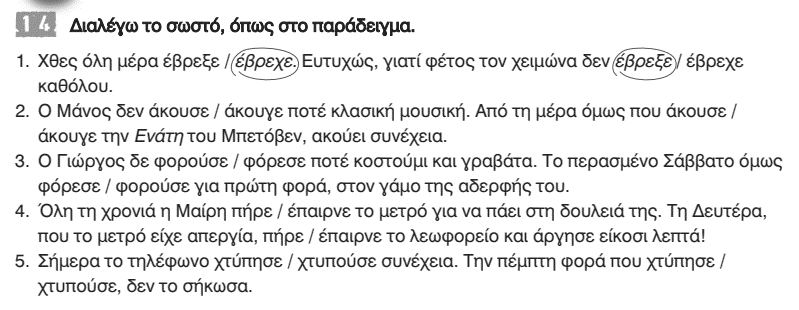 14 Διαλέγω το σωστό, όπως στο παράδειγμα.
1. Χθες όλη μέρα έβρεξε / έβρεχε. Ευτυχώς, γιατί φέτος τον χειμώνα δεν έβρεξε / έβρεχε
καθόλου.
2. Ο Μάνος δεν άκουσε / άκουγε ποτέ κλασική μουσική. Από τη μέρα όμως που άκουσε /
άκουγε την Ενάτη του Μπετόβεν, ακούει συνέχεια.
3. Ο Γιώργος δε φορούσε / φόρεσε ποτέ κοστούμι και γραβάτα. Το περασμένο Σάββατο όμως
φόρεσε / φορούσε για πρώτη φορά, στον γάμο της αδερφής του.
4. Όλη τη χρονιά η Μαίρη πήρε / έπαιρνε το μετρό για να πάει στη δουλειά της. Τη Δευτέρα,
που το μετρό είχε απεργία, πήρε / έπαιρνε το λεωφορείο και άργησε είκοσι λεπτά!
5. Σήμερα το τηλέφωνο χτύπησε / χτυπούσε συνέχεια. Την πέμπτη φορά που χτύπησε /
χτυπούσε, δεν το σήκωσα.